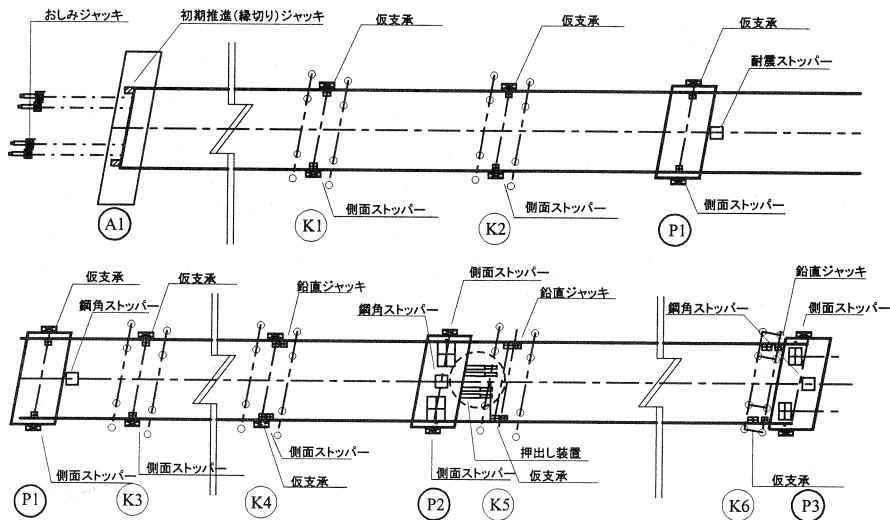 おしみジャッキ
初期推進(縁切り)ジャッキ
仮支承
仮支承
仮支承
耐震ストッパー
側面ストッパー
側面ストッパー
側面ストッパー
A1
K1
K2
P1
仮支承
鋼角ストッパー
仮支承
鉛直ジャッキ
側面ストッパー
鋼角ストッパー
鉛直ジャッキ
鋼角ストッパー
鉛直ジャッキ
側面ストッパー
側面ストッパー
側面ストッパー
側面ストッパー
仮支承
側面ストッパー
押出し装置
仮支承
仮支承
P1
K3
K4
P2
K5
K6
P3